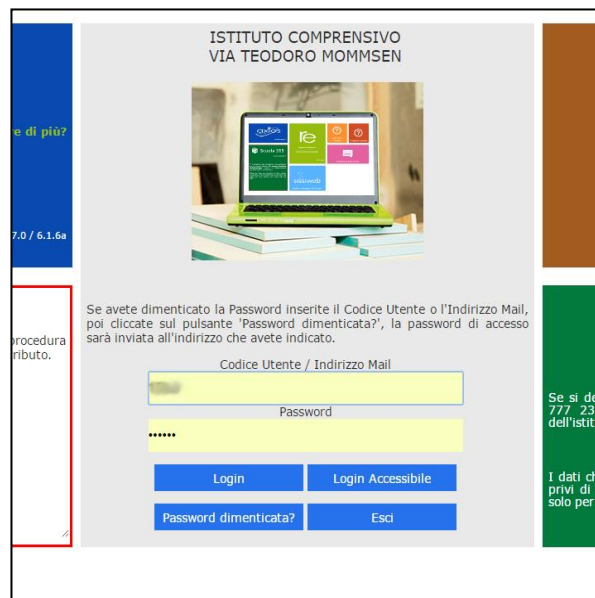 ISTITUTO COMPRENSIVO
VIA TEODORO MOMMSEN
e di più?
7.0 / 6.1.6a
axios
re
Scuola 365
Se avete dimenticato la Password inserite il Codice Utente o l'Indirizzo Mail,
poi cliccate sul pulsante 'Password dimenticata?', la password di accesso
sarà inviata all'indirizzo che avete indicato.
procedura
ributo.
Codice Utente / Indirizzo Mail
Password
••••••
Login
Login Accessibile
Password dimenticata?
Esci
Se si de
777 23
dell'istit
I dati ch
privi di
solo per